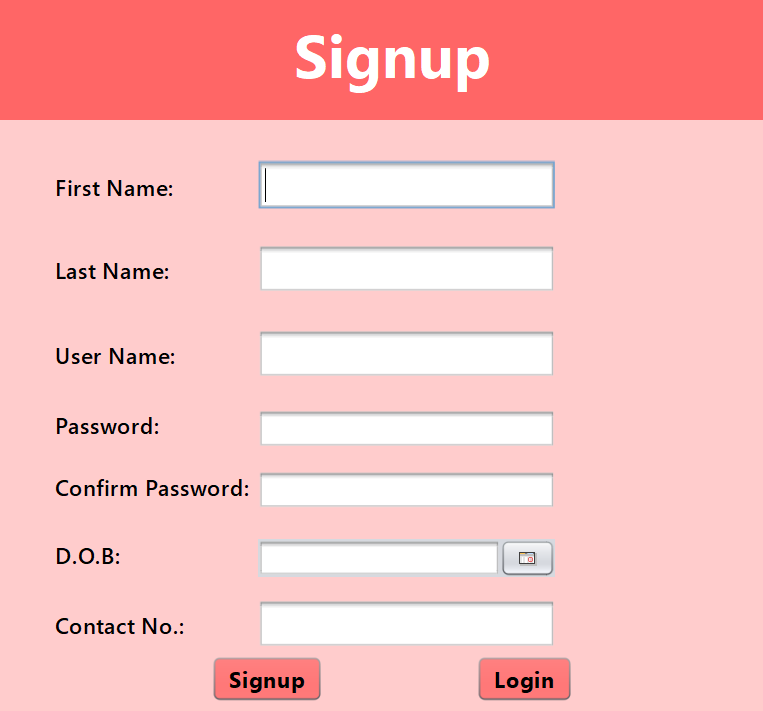 Signup
First Name:
Last Name:
User Name:
Password:
Confirm Password:
D.O.B:
Contact No.:
Signup Login